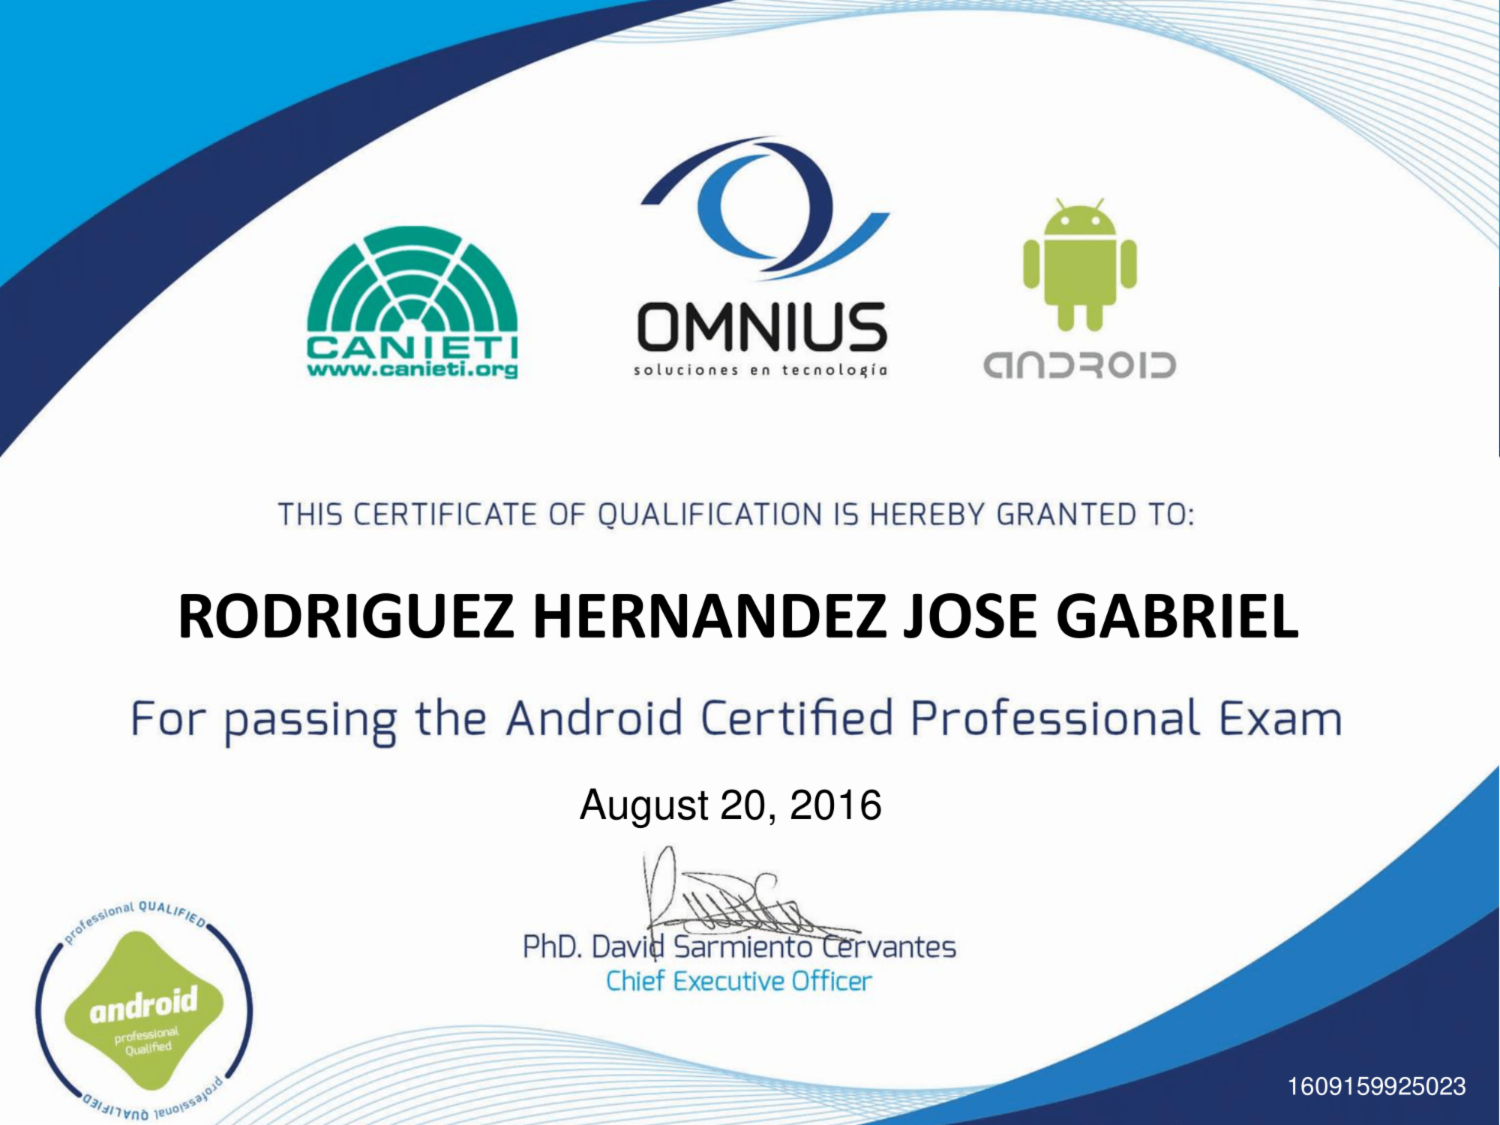 CANIETI
www.canieti.org
OMNIUS
soluciones en tecnología
ANDROID
THIS CERTIFICATE OF QUALIFICATION IS HEREBY GRANTED TO:
RODRIGUEZ HERNANDEZ JOSE GABRIEL
For passing the Android Certified Professional Exam
August 20, 2016
PhD. David Sarmiento Cervantes
Chief Executive Officer
professional QUALIFIED
android
professional
Qualified
professional QUALIFIED
1609159925023